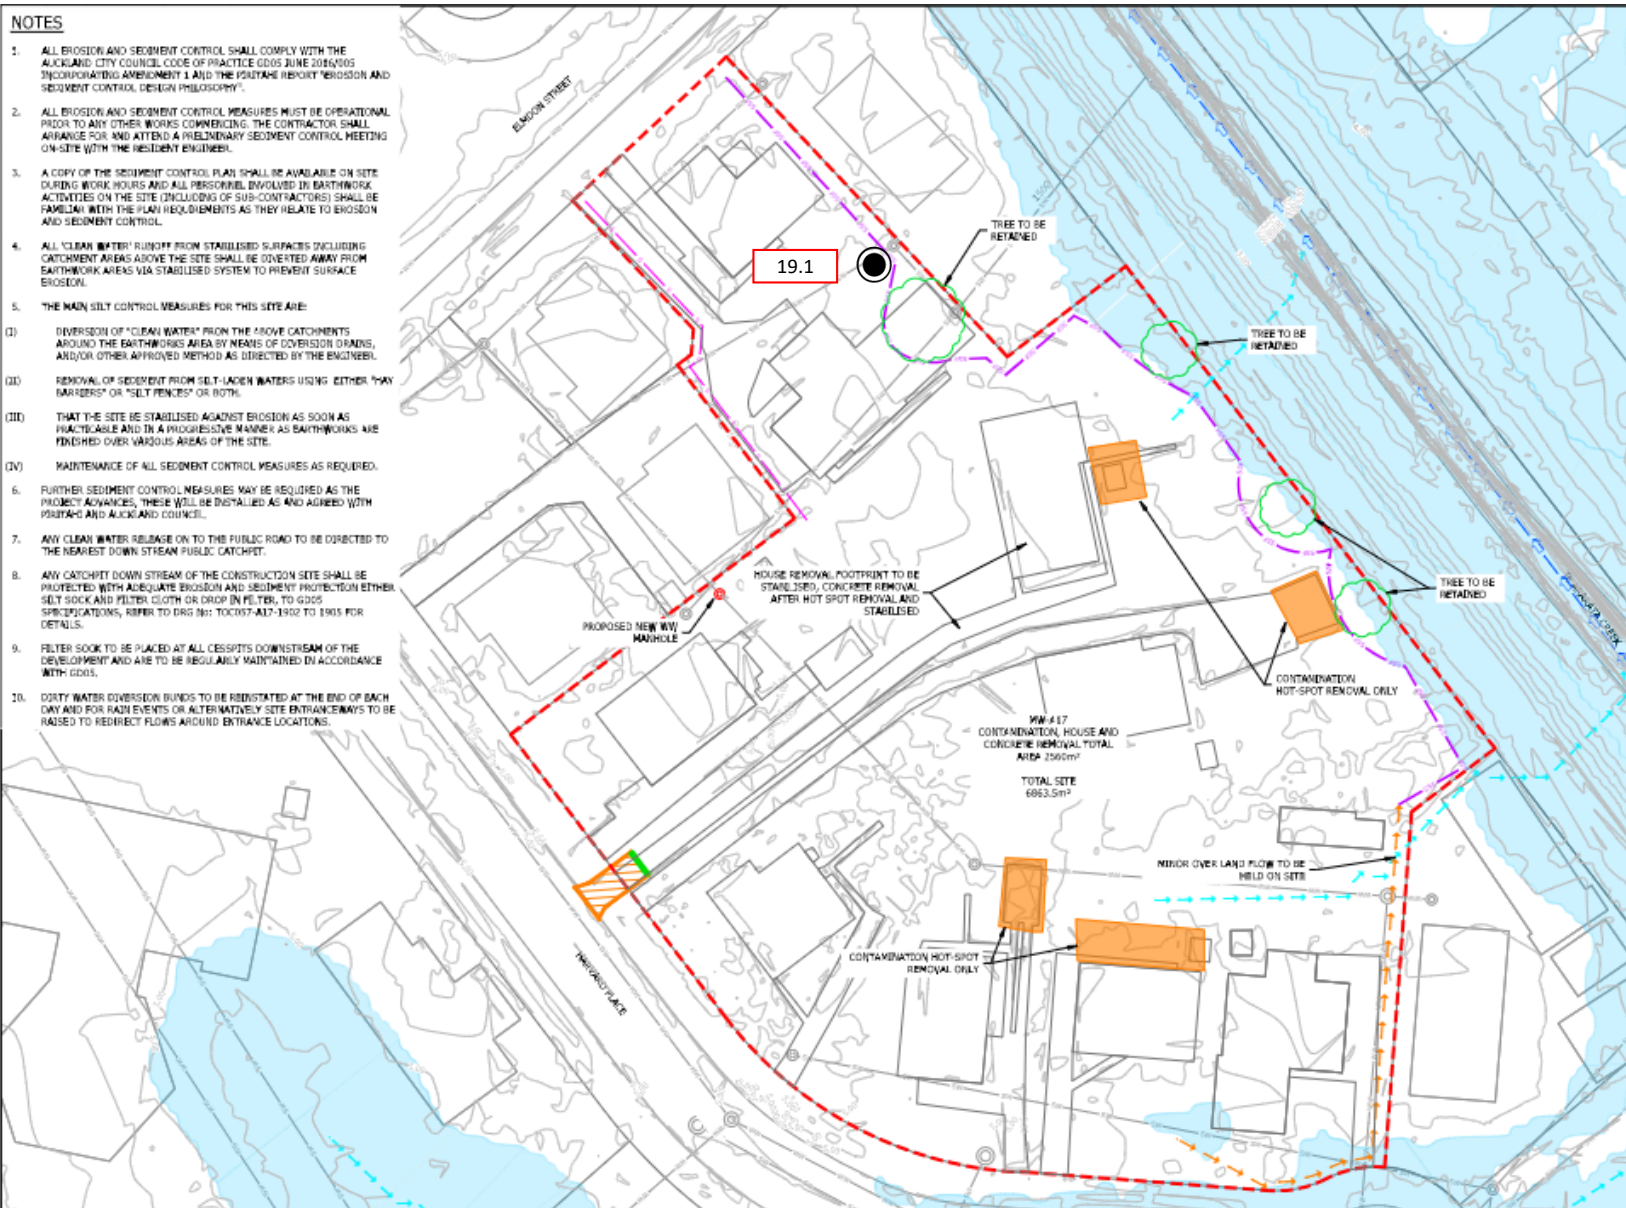 NOTES
1. ALL EROSION AND SEDIMENT CONTROL SHALL COMPLY WITH THE
AUCKLAND CITY COUNCIL CODE OF PRACTICE GD05 JUNE 2016/005
INCORPORATING AMENDMENT 1 AND THE PIRITAHI REPORT "EROSION AND
SEDIMENT CONTROL DESIGN PHILOSOPHY".
2. ALL EROSION AND SEDIMENT CONTROL MEASURES MUST BE OPERATIONAL
PRIOR TO ANY OTHER WORKS COMMENCING. THE CONTRACTOR SHALL
ARRANGE FOR AND ATTEND A PRELIMINARY SEDIMENT CONTROL MEETING
ON-SITE WITH THE RESIDENT ENGINEER.
3. A COPY OF THE SEDIMENT CONTROL PLAN SHALL BE AVAILABLE ON SITE
DURING WORK HOURS AND ALL PERSONNEL INVOLVED IN EARTHWORK
ACTIVITIES ON THE SITE (INCLUDING OF SUB-CONTRACTORS) SHALL BE
FAMILIAR WITH THE PLAN REQUIREMENTS AS THEY RELATE TO EROSION
AND SEDIMENT CONTROL.
4. ALL 'CLEAN WATER' RUNOFF FROM STABILISED SURFACES INCLUDING
CATCHMENT AREAS ABOVE THE SITE SHALL BE DIVERTED AWAY FROM
EARTHWORK AREAS VIA STABILISED SYSTEM TO PREVENT SURFACE
EROSION.
5. THE MAIN SILT CONTROL MEASURES FOR THIS SITE ARE:
(I) DIVERSION OF "CLEAN WATER" FROM THE ABOVE CATCHMENTS
AROUND THE EARTHWORKS AREA BY MEANS OF DIVERSION DRAINS,
AND/OR OTHER APPROVED METHOD AS DIRECTED BY THE ENGINEER.
(II) REMOVAL OF SEDIMENT FROM SILT-LADEN WATERS USING EITHER "HAY
BARRIERS" OR "SILT FENCES" OR BOTH.
(III) THAT THE SITE BE STABILISED AGAINST EROSION AS SOON AS
PRACTICABLE AND IN A PROGRESSIVE MANNER AS EARTHWORKS ARE
FINISHED OVER VARIOUS AREAS OF THE SITE.
(IV) MAINTENANCE OF ALL SEDIMENT CONTROL MEASURES AS REQUIRED.
6. FURTHER SEDIMENT CONTROL MEASURES MAY BE REQUIRED AS THE
PROJECT ADVANCES, THESE WILL BE INSTALLED AS AND AGREED WITH
PIRITAHI AND AUCKLAND COUNCIL.
7. ANY CLEAN WATER RELEASE ON TO THE PUBLIC ROAD TO BE DIRECTED TO
THE NEAREST DOWN STREAM PUBLIC CATCHPIT.
8. ANY CATCHPIT DOWN STREAM OF THE CONSTRUCTION SITE SHALL BE
PROTECTED WITH ADEQUATE EROSION AND SEDIMENT PROTECTION EITHER
SILT SOCK AND FILTER CLOTH OR DROP IN FILTER, TO GD05
SPECIFICATIONS, REFER TO DRG No: TOC057-A17-1902 TO 1905 FOR
DETAILS.
9. FILTER SOCK TO BE PLACED AT ALL CESSPITS DOWNSTREAM OF THE
DEVELOPMENT AND ARE TO BE REGULARLY MAINTAINED IN ACCORDANCE
WITH GD05.
10. DIRTY WATER DIVERSION BUNDS TO BE REINSTATED AT THE END OF EACH
DAY AND FOR RAIN EVENTS OR ALTERNATIVELY SITE ENTRANCEWAYS TO BE
RAISED TO REDIRECT FLOWS AROUND ENTRANCE LOCATIONS.
ELMDON STREET
1500
TREE TO BE
RETAINED
19.1
TREE TO BE
RETAINED
HOUSE REMOVAL FOOTPRINT TO BE
STABILISED, CONCRETE REMOVAL
AFTER HOT SPOT REMOVAL AND
STABILISED
TREE TO BE
RETAINED
PROPOSED NEW WW
MANHOLE
CONTAMINATION
HOT-SPOT REMOVAL ONLY
MW-A17
CONTAMINATION, HOUSE AND
CONCRETE REMOVAL TOTAL
AREA 2560m²
TOTAL SITE
6863.5m²
MINOR OVER LAND FLOW TO BE
HELD ON SITE
CONTAMINATION HOT-SPOT
REMOVAL ONLY
HARVARD PLACE